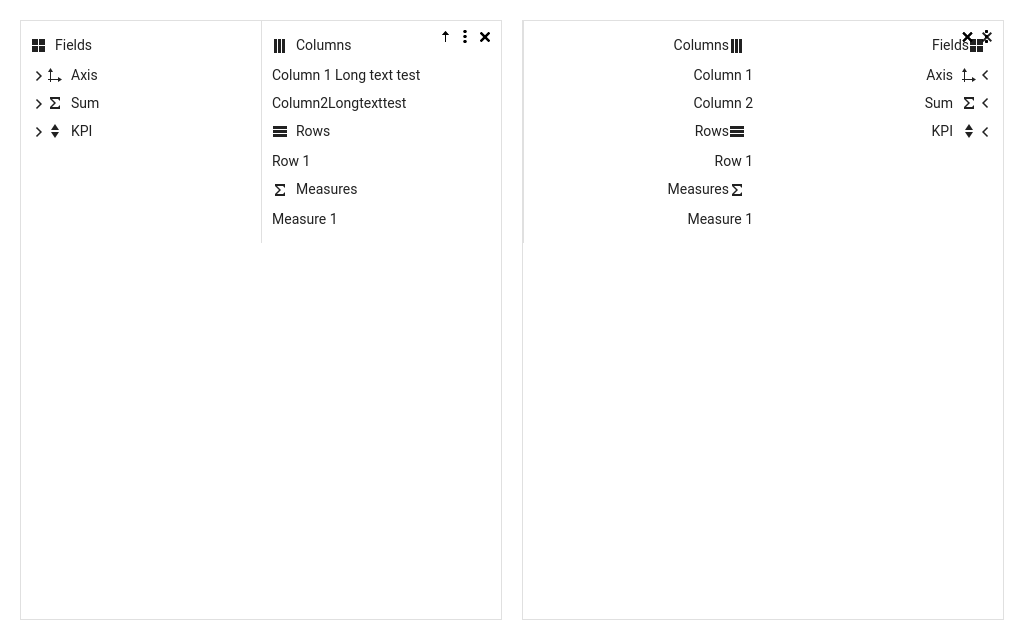 Fields
Axis
Sum
KPI
Columns
Column 1 Long text test
Column2Longtexttest
Rows
Row 1
Measures
Measure 1
Columns
Column 1
Column 2
Rows
Row 1
Measures
Measure 1
Fields
Axis
Sum
KPI